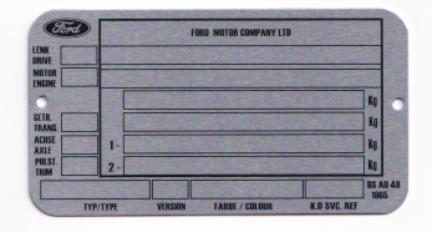 Ford
FORD MOTOR COMPANY LTD
LENK
DRIVE
MOTOR
ENGINE
Kg
GETR.
TRANS.
Kg
ACHSE
AXLE
1- Kg
POLST.
TRIM
2- Kg
BS AU 48
1965
TYP/TYPE VERSION FARBE / COLOUR K.D SVC. REF